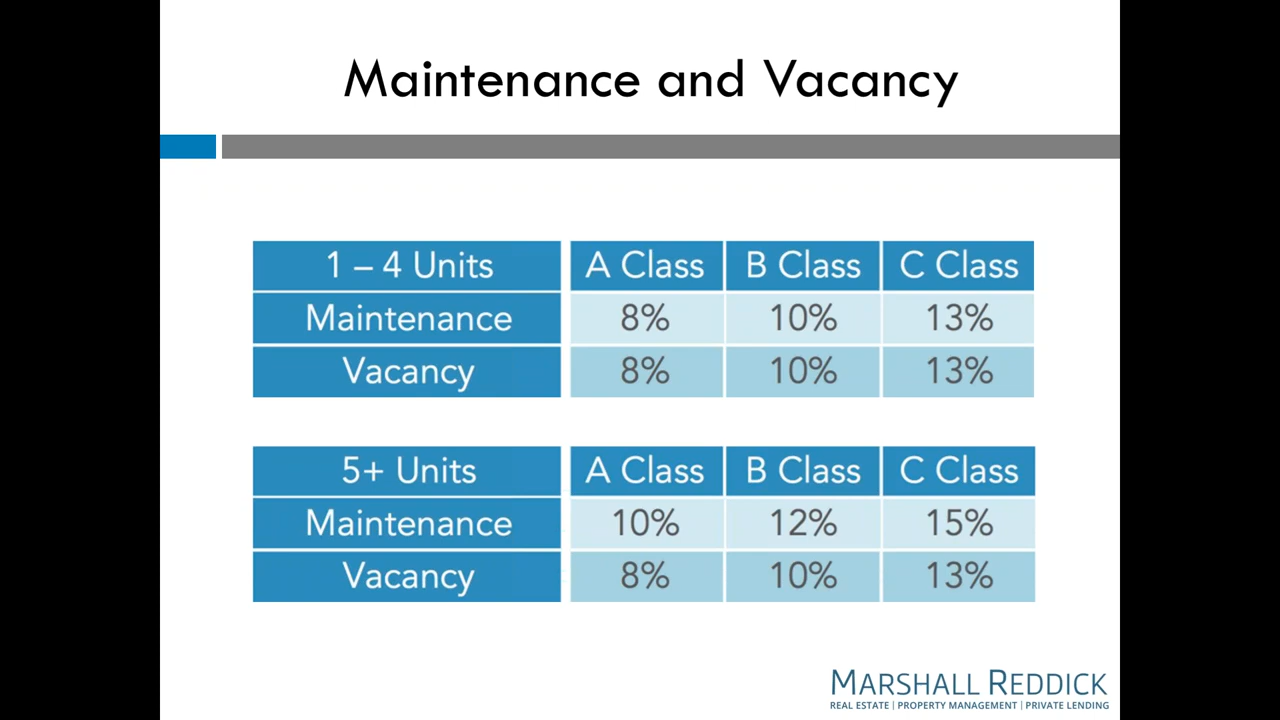 Maintenance and Vacancy
1 – 4 Units A Class B Class C Class
Maintenance 8% 10% 13%
Vacancy 8% 10% 13%
5+ Units A Class B Class C Class
Maintenance 10% 12% 15%
Vacancy 8% 10% 13%
MARSHALL REDDICK
REAL ESTATE | PROPERTY MANAGEMENT | PRIVATE LENDING